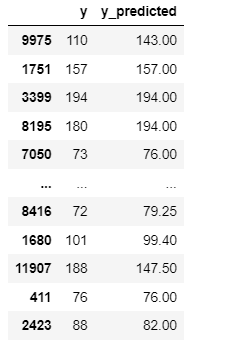 y y_predicted
9975 110 143.00
1751 157 157.00
3399 194 194.00
8195 180 194.00
7050 73 76.00
... ... ...
8416 72 79.25
1680 101 99.40
11907 188 147.50
411 76 76.00
2423 88 82.00